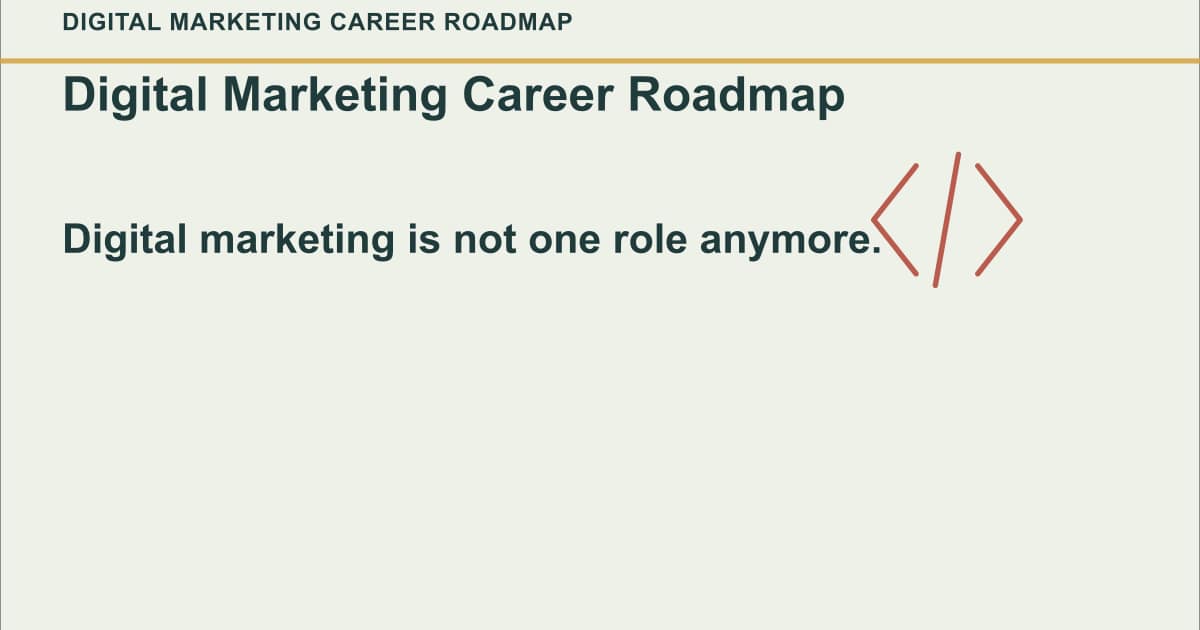 DIGITAL MARKETING CAREER ROADMAP
Digital Marketing Career Roadmap
Digital marketing is not one role anymore.